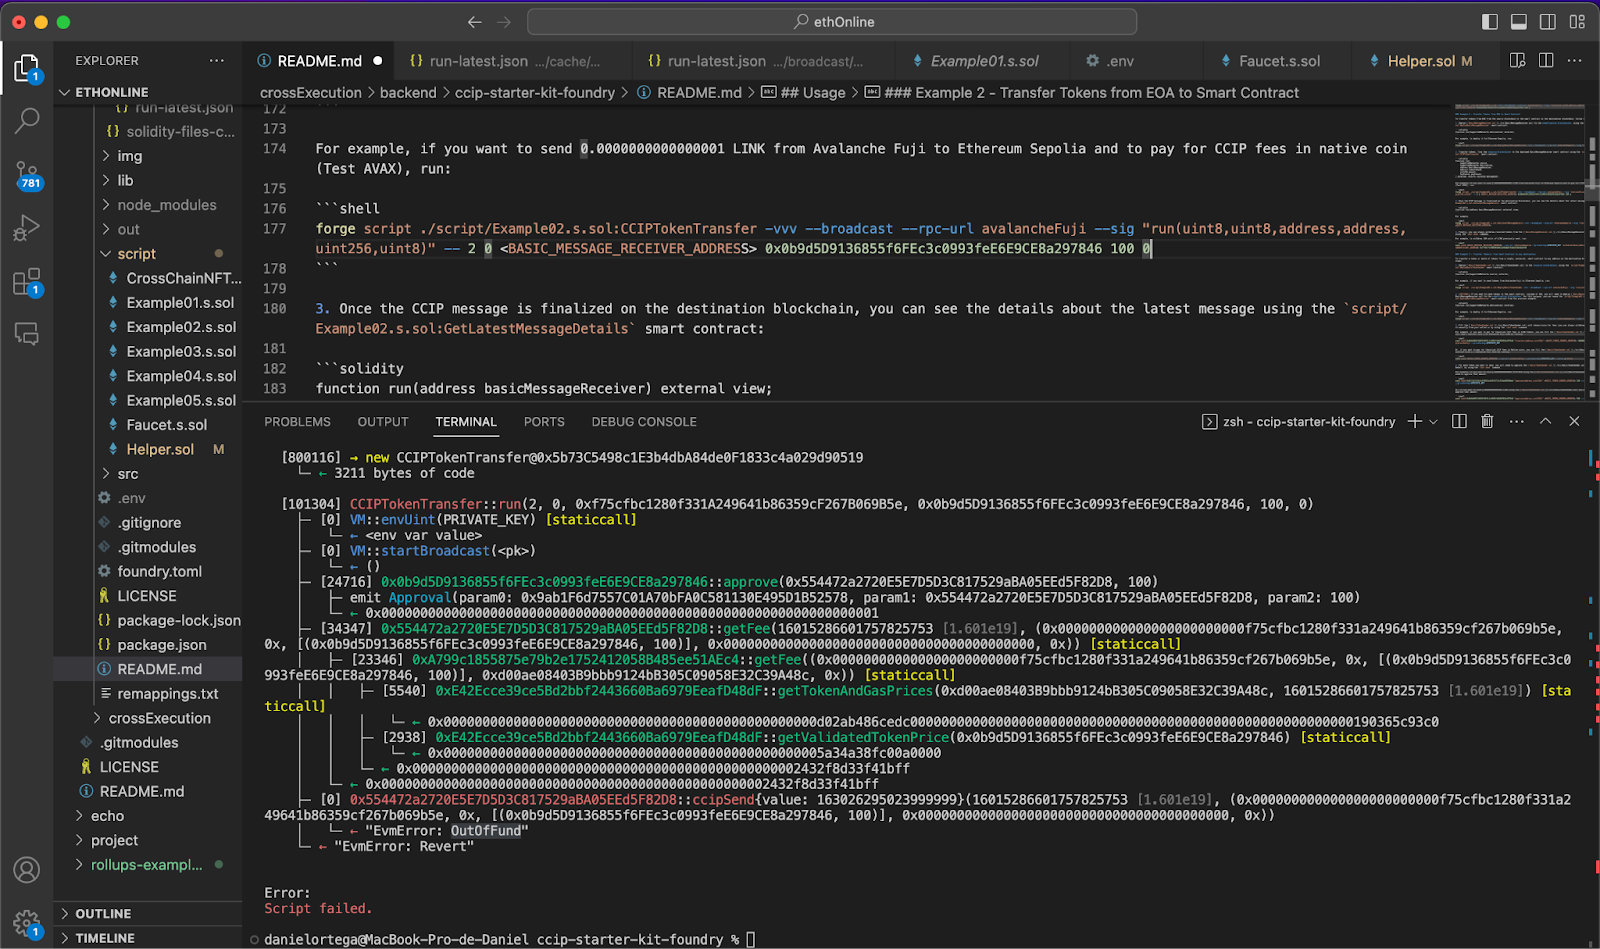 ethOnline
EXPLORER
README.md
run-latest.json .../cache/...
run-latest.json .../broadcast/...
Example01.s.sol
.env
Faucet.s.sol
Helper.sol M
crossExecution > backend > ccip-starter-kit-foundry > README.md > ## Usage > ### Example 2 - Transfer Tokens from EOA to Smart Contract
ETHONLINE
run-latest.json
solidity-files-c...
img
lib
node_modules
out
script
CrossChainNFT...
Example01.s.sol
Example02.s.sol
Example03.s.sol
Example04.s.sol
Example05.s.sol
Faucet.s.sol
Helper.sol M
src
.env
.gitignore
.gitmodules
foundry.toml
LICENSE
package-lock.json
package.json
README.md
remappings.txt
crossExecution
.gitmodules
LICENSE
README.md
echo
project
rollups-exampl...
OUTLINE
TIMELINE
1
781
1
1
172 ```
173
174 For example, if you want to send 0.0000000000000001 LINK from Avalanche Fuji to Ethereum Sepolia and to pay for CCIP fees in native coin
(Test AVAX), run:
175
176 ```shell
177 forge script ./script/Example02.s.sol:CCIPTokenTransfer -vvv --broadcast --rpc-url avalancheFuji --sig "run(uint8,uint8,address,address,
uint256,uint8)" -- 2 0 <BASIC_MESSAGE_RECEIVER_ADDRESS> 0x0b9d5D9136855f6FEc3c0993feE6E9CE8a297846 100 0
178 ```
179
180 3. Once the CCIP message is finalized on the destination blockchain, you can see the details about the latest message using the `script/
Example02.s.sol:GetLatestMessageDetails` smart contract:
181
182 ```solidity
183 function run(address basicMessageReceiver) external view;
PROBLEMS OUTPUT TERMINAL PORTS DEBUG CONSOLE
zsh - ccip-starter-kit-foundry
[800116] → new CCIPTokenTransfer@0x5b73C5498c1E3b4dbA84de0F1833c4a029d90519
└─ ← 3211 bytes of code
[101304] CCIPTokenTransfer::run(2, 0, 0xf75cfbc1280f331A249641b86359cF267B069B5e, 0x0b9d5D9136855f6FEc3c0993feE6E9CE8a297846, 100, 0)
├─ [0] VM::envUint(PRIVATE_KEY) [staticcall]
│ └─ ← <env var value>
├─ [0] VM::startBroadcast(<pk>)
│ └─ ← ()
├─ [24716] 0x0b9d5D9136855f6FEc3c0993feE6E9CE8a297846::approve(0x554472a2720E5E7D5D3C817529aBA05EEd5F82D8, 100)
│ ├─ emit Approval(param0: 0x9ab1F6d7557C01A70bFA0C581130E495D1B52578, param1: 0x554472a2720E5E7D5D3C817529aBA05EEd5F82D8, param2: 100)
│ └─ ← 0x0000000000000000000000000000000000000000000000000000000000000001
├─ [34347] 0x554472a2720E5E7D5D3C817529aBA05EEd5F82D8::getFee(16015286601757825753 [1.601e19], (0x000000000000000000000000f75cfbc1280f331a249641b86359cf267b069b5e,
0x, [(0x0b9d5D9136855f6FEc3c0993feE6E9CE8a297846, 100)], 0x0000000000000000000000000000000000000000, 0x)) [staticcall]
│ ├─ [23346] 0xA799c1855875e79b2e1752412058B485ee51AEc4::getFee((0x000000000000000000000000f75cfbc1280f331a249641b86359cf267b069b5e, 0x, [(0x0b9d5D9136855f6FEc3c0
993feE6E9CE8a297846, 100)], 0xd00ae08403B9bbb9124bB305C09058E32C39A48c, 0x)) [staticcall]
│ │ ├─ [5540] 0xE42Ecce39ce5Bd2bbf2443660Ba6979EeafD48dF::getTokenAndGasPrices(0xd00ae08403B9bbb9124bB305C09058E32C39A48c, 16015286601757825753 [1.601e19]) [sta
ticcall]
│ │ │ └─ ← 0x000000000000000000000000000000000000000000000000d02ab486cedc0000000000000000000000000000000000000000000000000000000000190365c93c0
│ │ ├─ [2938] 0xE42Ecce39ce5Bd2bbf2443660Ba6979EeafD48dF::getValidatedTokenPrice(0x0b9d5D9136855f6FEc3c0993feE6E9CE8a297846) [staticcall]
│ │ │ └─ ← 0x0000000000000000000000000000000000000000000000005a34a38fc00a0000
│ │ └─ ← 0x00000000000000000000000000000000000000000000000002432f8d33f41bff
│ └─ ← 0x00000000000000000000000000000000000000000000000002432f8d33f41bff
├─ [0] 0x554472a2720E5E7D5D3C817529aBA05EEd5F82D8::ccipSend{value: 163026295023999999}(16015286601757825753 [1.601e19], (0x000000000000000000000000f75cfbc1280f331a2
49641b86359cf267b069b5e, 0x, [(0x0b9d5D9136855f6FEc3c0993feE6E9CE8a297846, 100)], 0x0000000000000000000000000000000000000000, 0x))
│ └─ ← "EvmError: OutOfFund"
└─ ← "EvmError: Revert"
Error:
Script failed.
danielortega@MacBook-Pro-de-Daniel ccip-starter-kit-foundry %